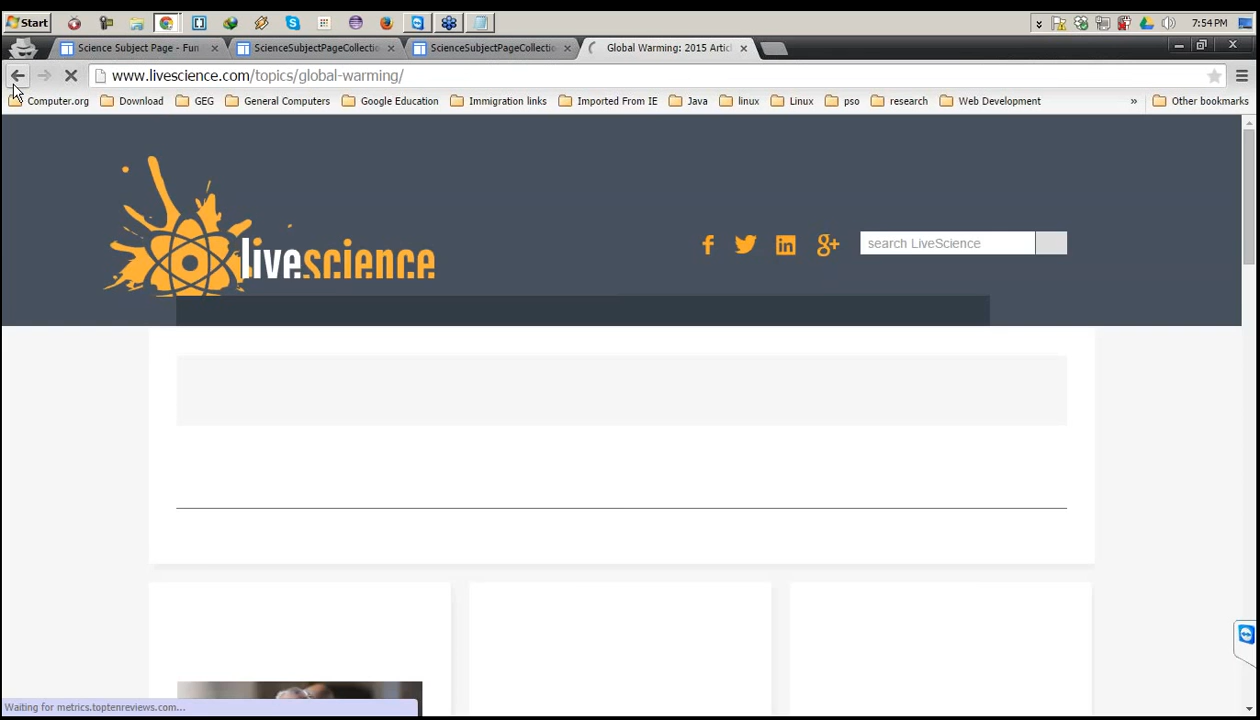 Start
7:54 PM
Science Subject Page - Fun
ScienceSubjectPageCollectio
ScienceSubjectPageCollectio
Global Warming: 2015 Artic
www.livescience.com/topics/global-warming/
Computer.org
Download
GEG
General Computers
Google Education
Immigration links
Imported From IE
Java
linux
Linux
pso
research
Web Development
»
Other bookmarks
livescience
search LiveScience
Waiting for metrics.toptenreviews.com...